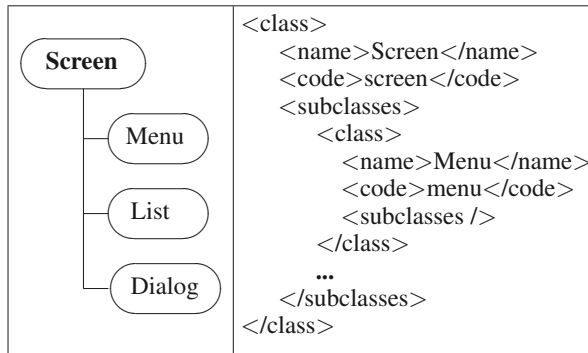 Screen
Menu
List
Dialog
<class>
<name>Screen</name>
<code>screen</code>
<subclasses>
<class>
<name>Menu</name>
<code>menu</code>
<subclasses />
</class>
...
</subclasses>
</class>